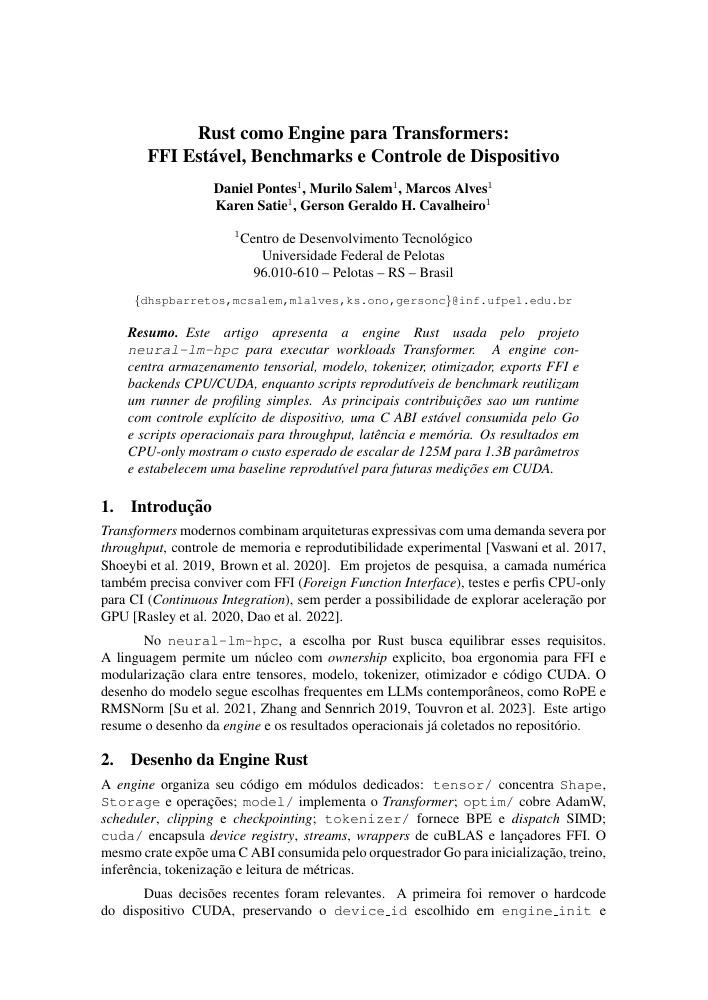 Rust como Engine para Transformers:
FFI Estável, Benchmarks e Controle de Dispositivo
Daniel Pontes1, Murilo Salem1, Marcos Alves1
Karen Satie1, Gerson Geraldo H. Cavalheiro1
1Centro de Desenvolvimento Tecnológico
Universidade Federal de Pelotas
96.010-610 – Pelotas – RS – Brasil
{dhspbarretos,mcsalem,mlalves,ks.ono,gersonc}@inf.ufpel.edu.br
Resumo. Este artigo apresenta a engine Rust usada pelo projeto
neural-lm-hpc para executar workloads Transformer. A engine con-
centra armazenamento tensorial, modelo, tokenizer, otimizador, exports FFI e
backends CPU/CUDA, enquanto scripts reprodutíveis de benchmark reutilizam
um runner de profiling simples. As principais contribuições sao um runtime
com controle explícito de dispositivo, uma C ABI estável consumida pelo Go
e scripts operacionais para throughput, latência e memória. Os resultados em
CPU-only mostram o custo esperado de escalar de 125M para 1.3B parâmetros
e estabelecem uma baseline reprodutível para futuras medições em CUDA.
1. Introdução
Transformers modernos combinam arquiteturas expressivas com uma demanda severa por
throughput, controle de memoria e reprodutibilidade experimental [Vaswani et al. 2017,
Shoeybi et al. 2019, Brown et al. 2020]. Em projetos de pesquisa, a camada numérica
também precisa conviver com FFI (Foreign Function Interface), testes e perfis CPU-only
para CI (Continuous Integration), sem perder a possibilidade de explorar aceleração por
GPU [Rasley et al. 2020, Dao et al. 2022].
No neural-lm-hpc, a escolha por Rust busca equilibrar esses requisitos.
A linguagem permite um núcleo com ownership explicito, boa ergonomia para FFI e
modularização clara entre tensores, modelo, tokenizer, otimizador e código CUDA. O
desenho do modelo segue escolhas frequentes em LLMs contemporâneos, como RoPE e
RMSNorm [Su et al. 2021, Zhang and Sennrich 2019, Touvron et al. 2023]. Este artigo
resume o desenho da engine e os resultados operacionais já coletados no repositório.
2. Desenho da Engine Rust
A engine organiza seu código em módulos dedicados: tensor/ concentra Shape,
Storage e operações; model/ implementa o Transformer; optim/ cobre AdamW,
scheduler, clipping e checkpointing; tokenizer/ fornece BPE e dispatch SIMD;
cuda/ encapsula device registry, streams, wrappers de cuBLAS e lançadores FFI. O
mesmo crate expõe uma C ABI consumida pelo orquestrador Go para inicialização, treino,
inferência, tokenização e leitura de métricas.
Duas decisões recentes foram relevantes. A primeira foi remover o hardcode
do dispositivo CUDA, preservando o device_id escolhido em engine_init e